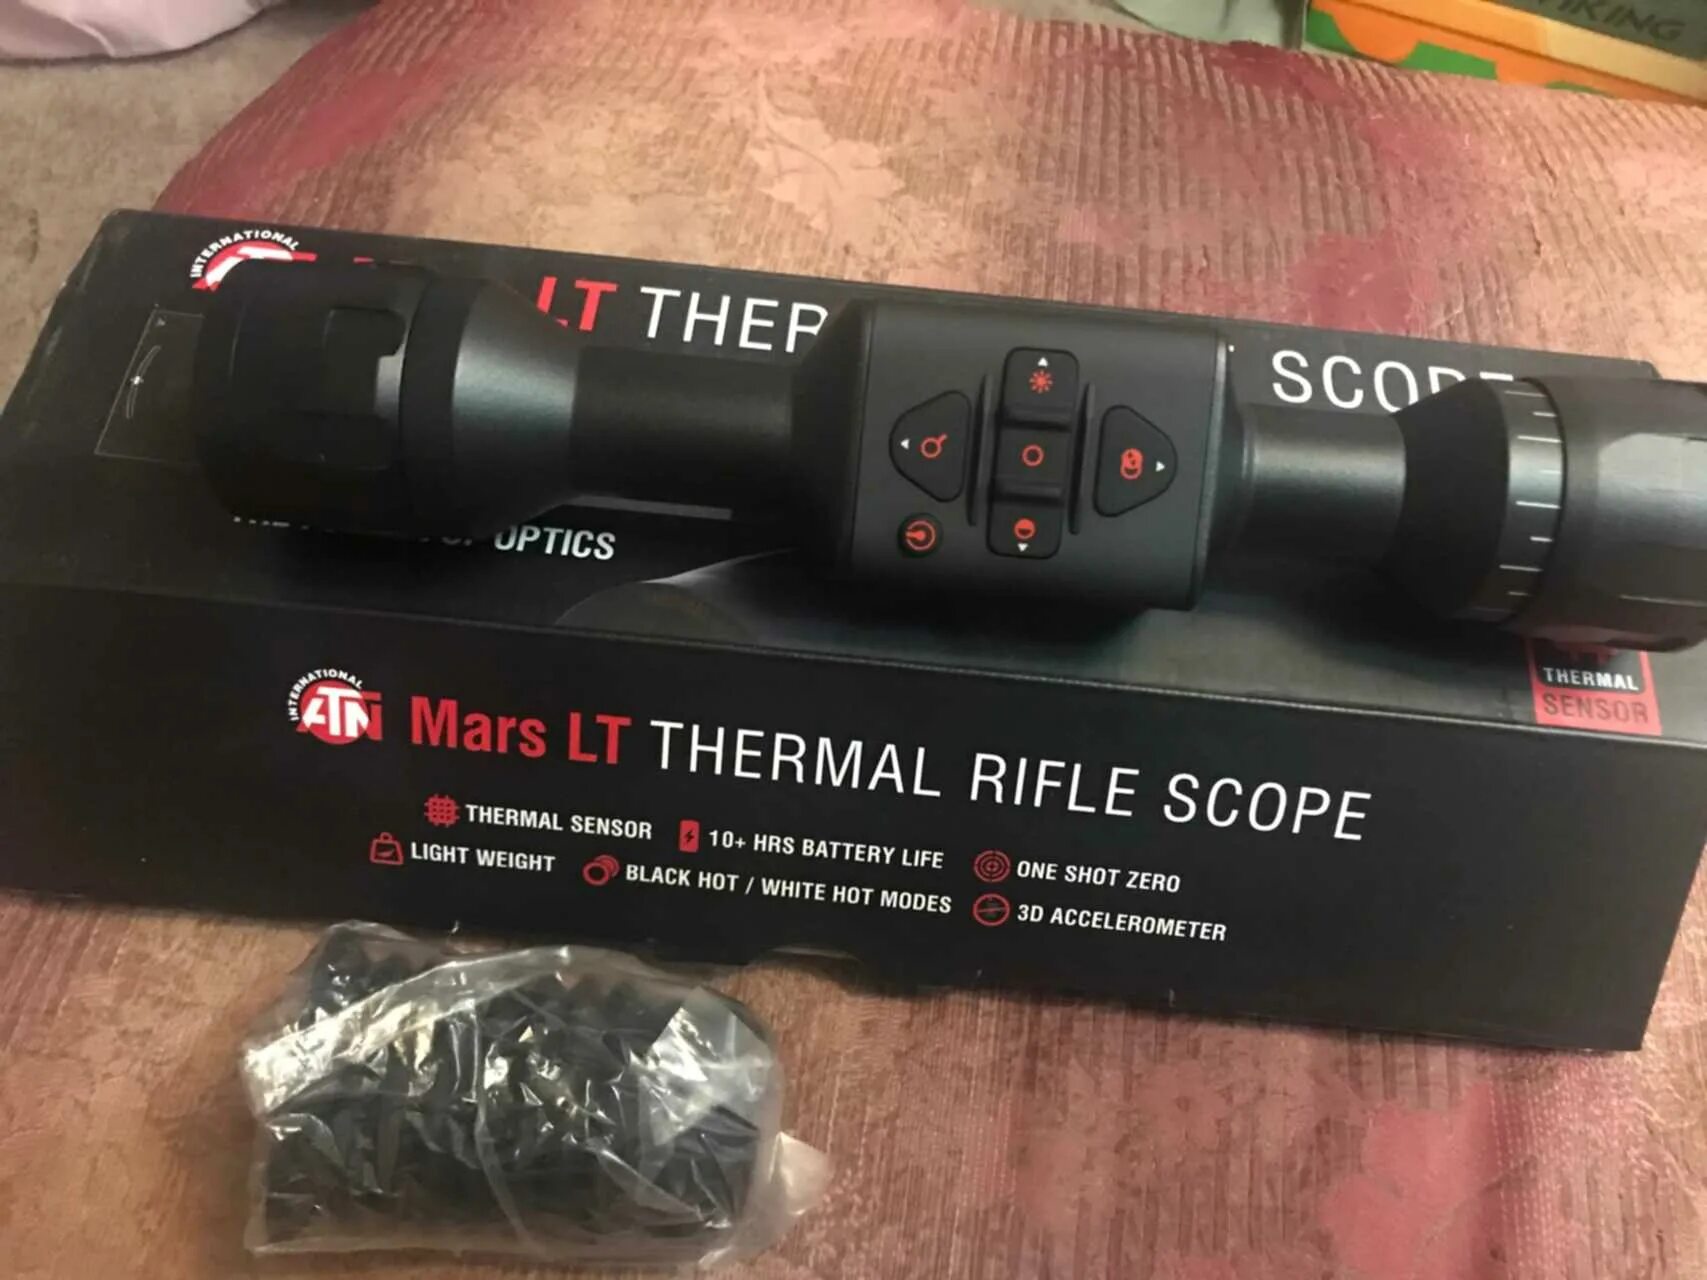 IKING
INTERNATIONAL
LT THER
SCOP
OPTICS
THERMAL
SENSOR
INTERNATIONAL
ATN
Mars LT THERMAL RIFLE SCOPE
THERMAL SENSOR 10+ HRS BATTERY LIFE ONE SHOT ZERO
LIGHT WEIGHT BLACK HOT / WHITE HOT MODES 3D ACCELEROMETER